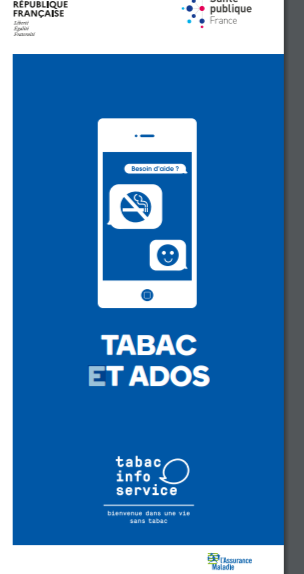 RÉPUBLIQUE
FRANÇAISE
Liberté
Égalité
Fraternité
Santé
publique
France
Besoin d'aide ?
TABAC
ET ADOS
tabac
info
service
bienvenue dans une vie
sans tabac
l'Assurance
Maladie